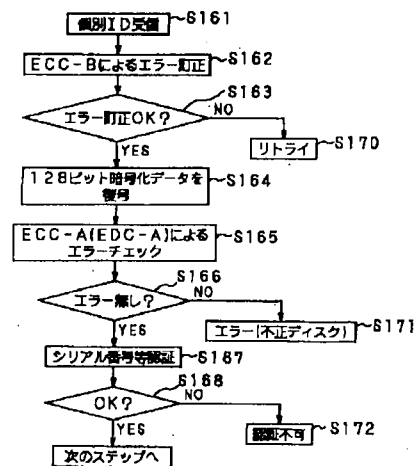 個別ID受信
S161
ECC-Bによるエラー訂正
S162
S163
エラー訂正OK?
NO
YES
リトライ
S170
128ビット暗号化データを
復号
S164
ECC-A(EDC-A)による
エラーチェック
S165
S166
エラー無し?
NO
YES
エラー(不正ディスク)
S171
シリアル番号等認証
S167
S168
OK?
NO
YES
認証不可
S172
次のステップへ